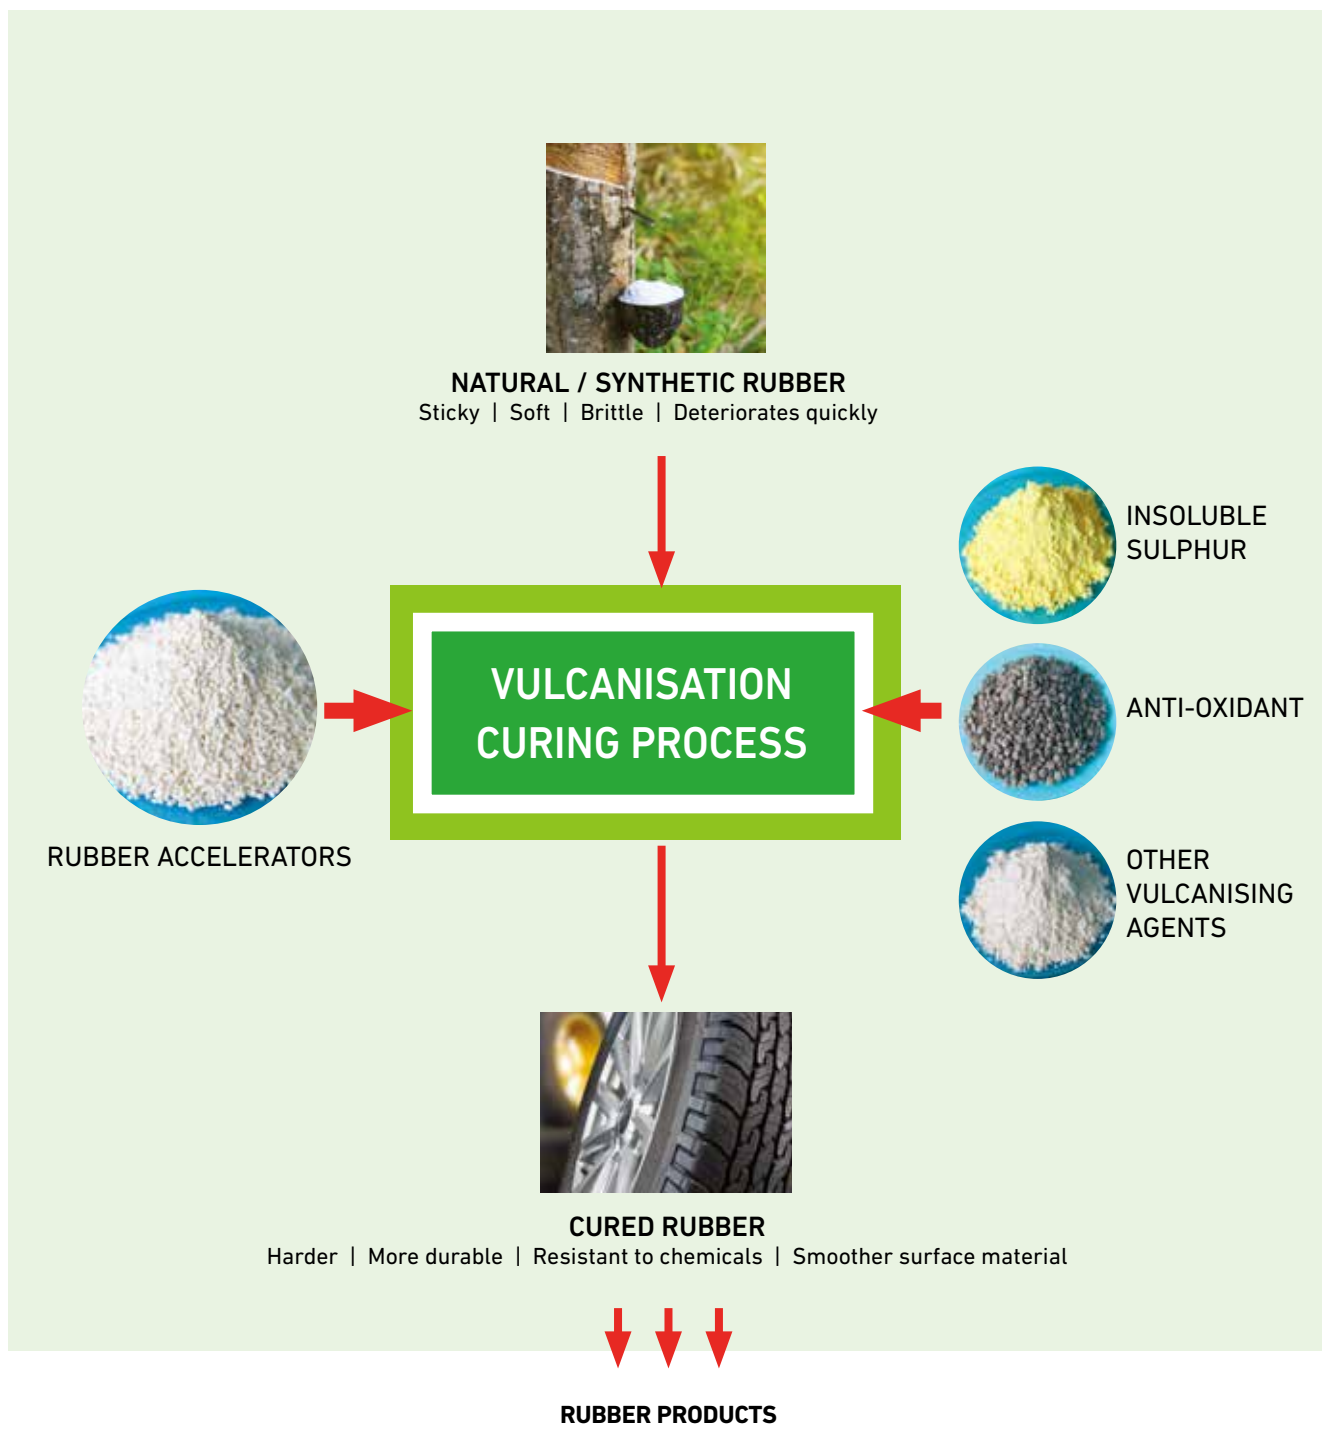 NATURAL / SYNTHETIC RUBBER
Sticky | Soft | Brittle | Deteriorates quickly
INSOLUBLE
SULPHUR
VULCANISATION
CURING PROCESS
ANTI-OXIDANT
RUBBER ACCELERATORS
OTHER
VULCANISING
AGENTS
CURED RUBBER
Harder | More durable | Resistant to chemicals | Smoother surface material
RUBBER PRODUCTS